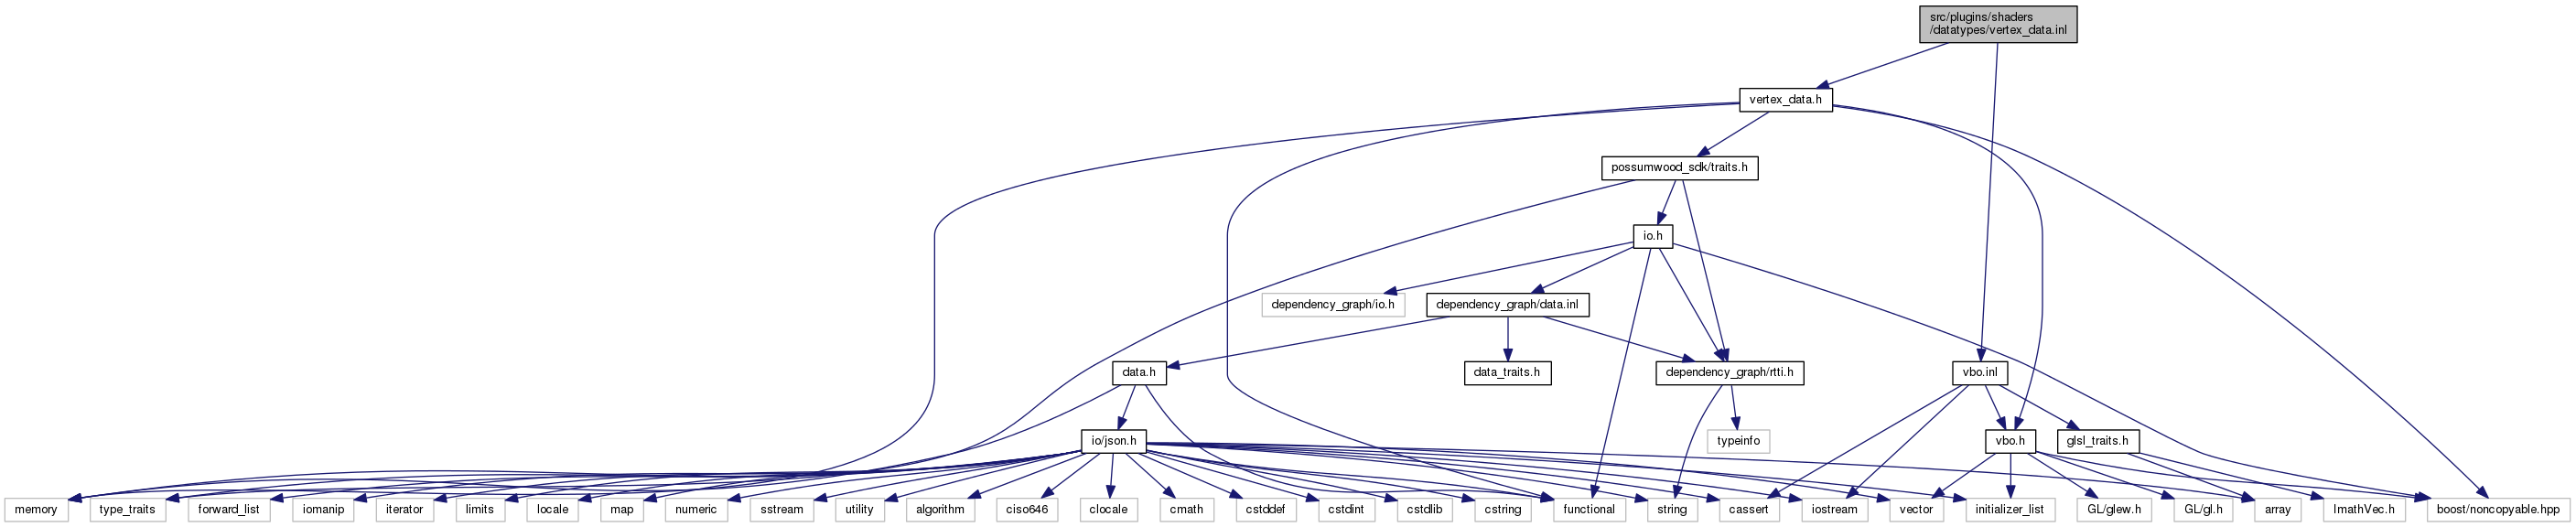 src/plugins/shaders
/datatypes/vertex_data.inl
vertex_data.h
possumwood_sdk/traits.h
io.h
dependency_graph/io.h
dependency_graph/data.inl
data.h
data_traits.h
dependency_graph/rtti.h
vbo.inl
io/json.h
typeinfo
vbo.h
glsl_traits.h
memory
type_traits
forward_list
iomanip
iterator
limits
locale
map
numeric
sstream
utility
algorithm
ciso646
clocale
cmath
cstddef
cstdint
cstdlib
cstring
functional
string
cassert
iostream
vector
initializer_list
GL/glew.h
GL/gl.h
array
ImathVec.h
boost/noncopyable.hpp